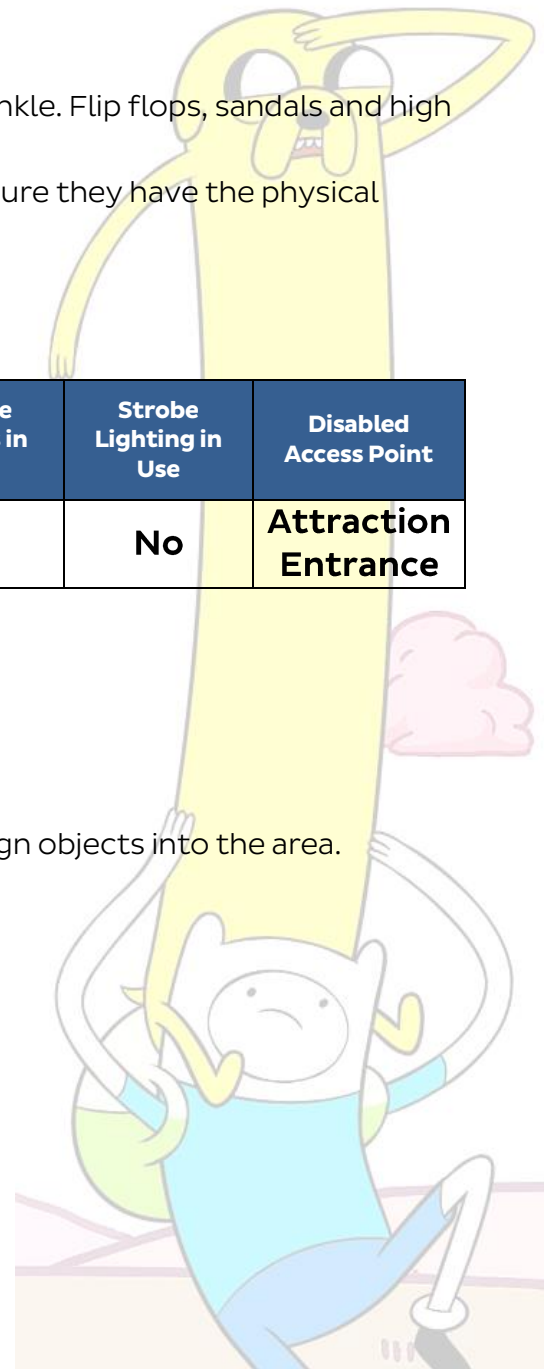 nkle. Flip flops, sandals and high
ure they have the physical
e
in
Strobe
Lighting in
Use
Disabled
Access Point
No
Attraction
Entrance
gn objects into the area.